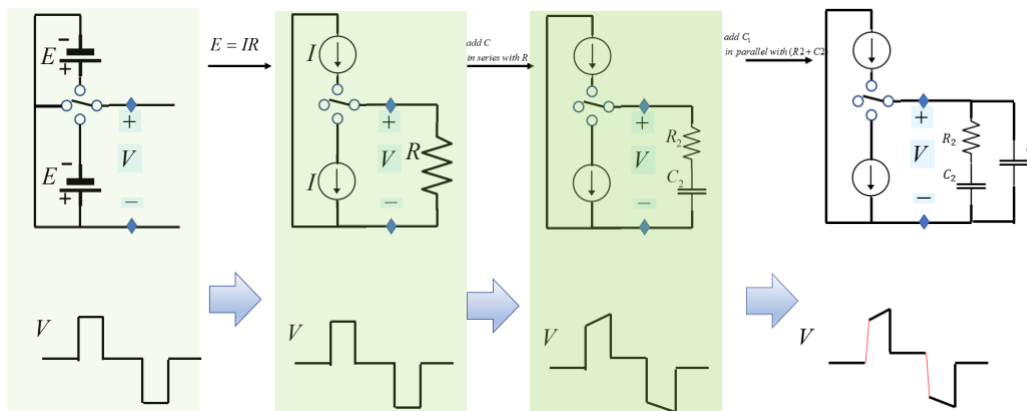 E
−
+
+
V
−
E
−
+
V
E = IR
I
+
V
−
R
I
V
add C
in series with R
+
V
−
R₂
C₂
V
add C₁
in parallel with (R2+C2)
+
V
−
R₂
C₂
V